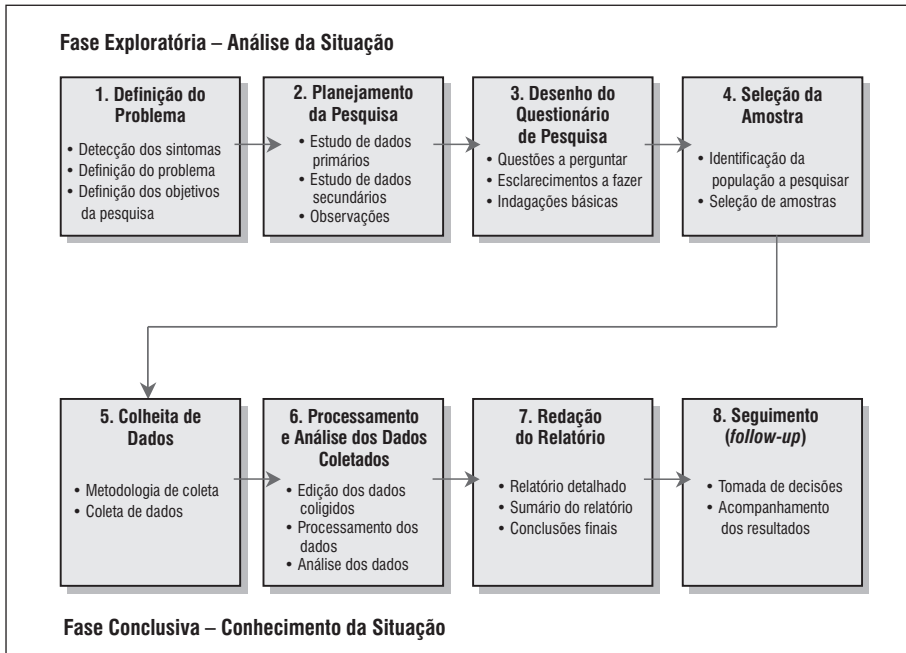 Fase Exploratória – Análise da Situação
1. Definição do
Problema
• Detecção dos sintomas
• Definição do problema
• Definição dos objetivos
da pesquisa
2. Planejamento
da Pesquisa
• Estudo de dados
primários
• Estudo de dados
secundários
• Observações
3. Desenho do
Questionário
de Pesquisa
• Questões a perguntar
• Esclarecimentos a fazer
• Indagações básicas
4. Seleção da
Amostra
• Identificação da
população a pesquisar
• Seleção de amostras
5. Colheita de
Dados
• Metodologia de coleta
• Coleta de dados
6. Processamento
e Análise dos Dados
Coletados
• Edição dos dados
coligidos
• Processamento dos
dados
• Análise dos dados
7. Redação
do Relatório
• Relatório detalhado
• Sumário do relatório
• Conclusões finais
8. Seguimento
(follow-up)
• Tomada de decisões
• Acompanhamento
dos resultados
Fase Conclusiva – Conhecimento da Situação